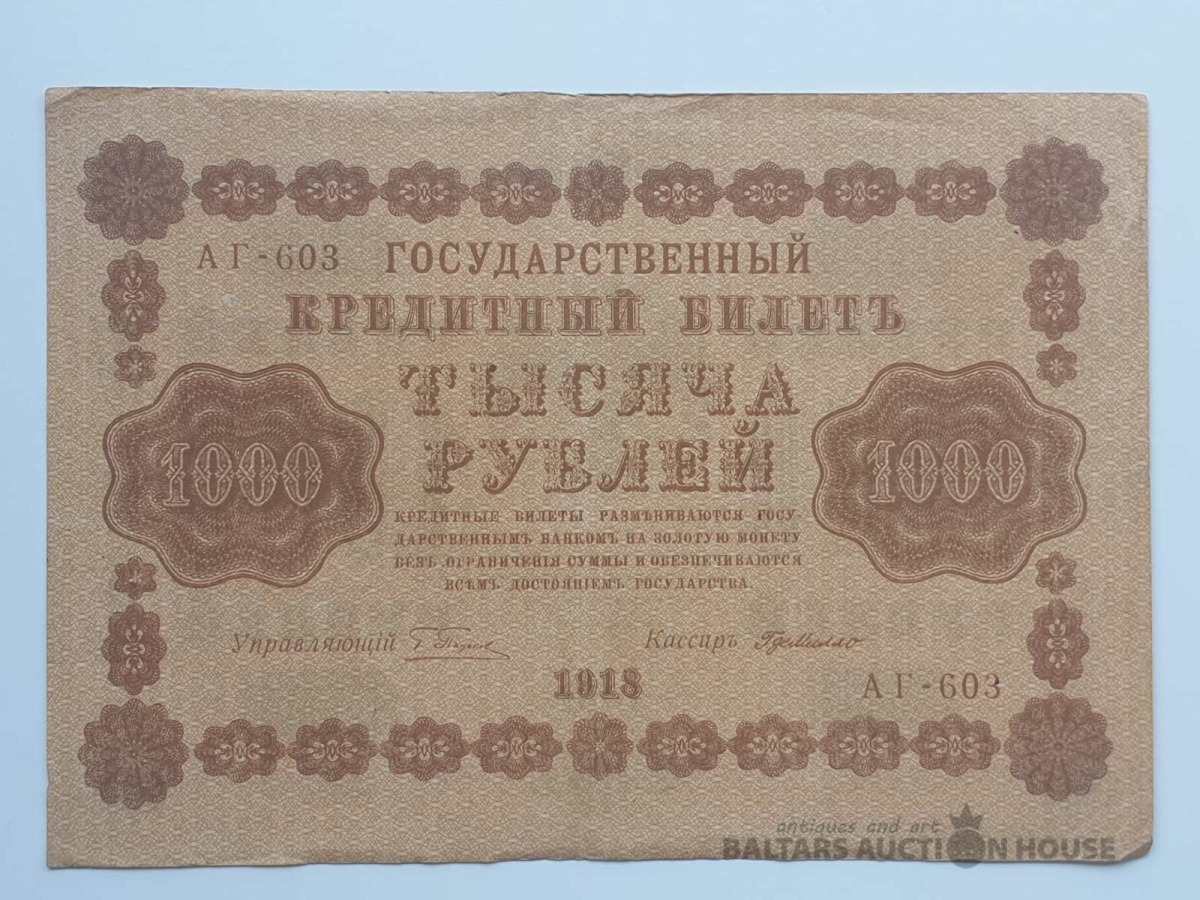 АГ-603 ГОСУДАРСТВЕННЫЙ
КРЕДИТНЫЙ БИЛЕТЪ
ТЫСЯЧА
РУБЛЕЙ
1000
1000
КРЕДИТНЫЕ БИЛЕТЫ РАЗМѢНИВАЮТСЯ ГОСУ-
ДАРСТВЕННЫМЪ БАНКОМЪ НА ЗОЛОТУЮ МОНЕТУ
БЕЗЪ ОГРАНИЧЕНІЯ СУММЫ И ОБЕЗПЕЧИВАЮТСЯ
ВСѢМЪ ДОСТОЯНІЕМЪ ГОСУДАРСТВА.
Управляющій Кассиръ
1918 АГ-603
antiques and art
BALTARS AUCTION HOUSE